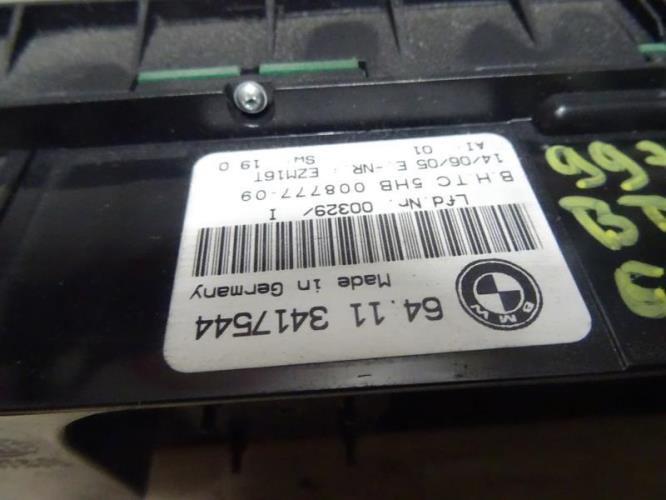 BMW
64.11 3417544
Made in Germany
Lfd.Nr. 00329/ I
B.H.T.C 5HB 008777-09
14/06/05 E.-NR.: EZM16T
AI: 01 Sw: 19.0